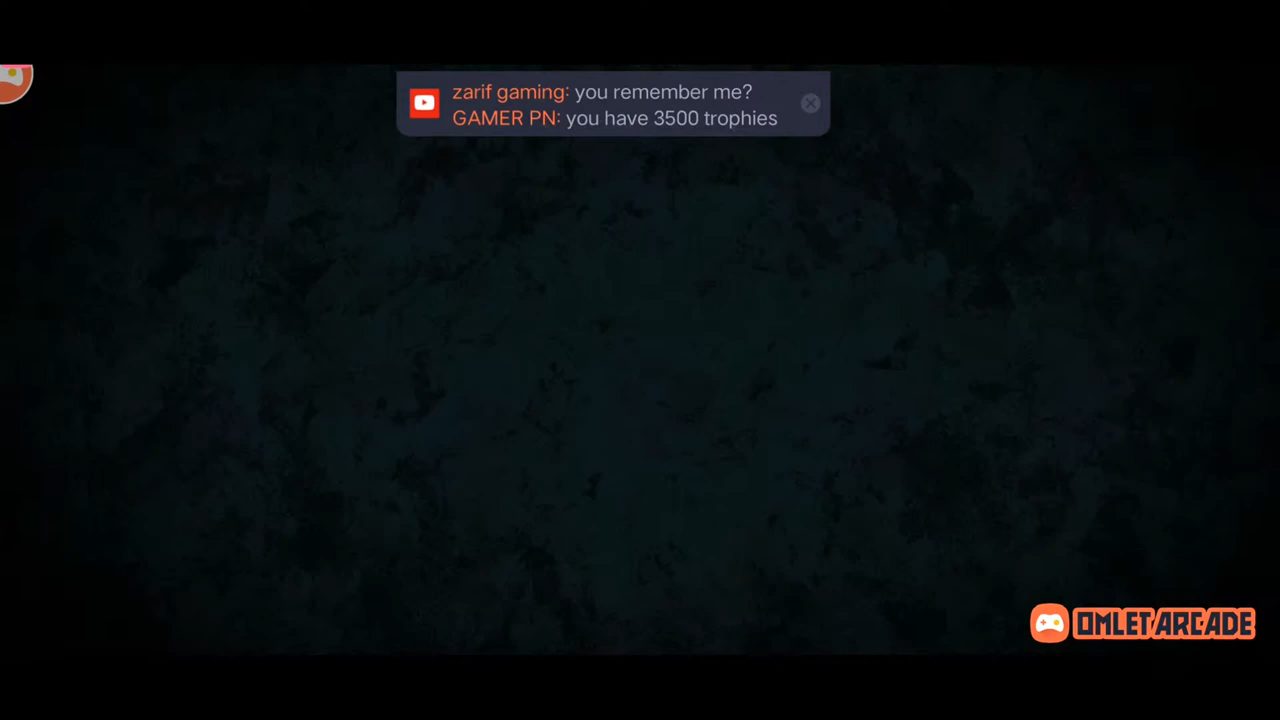 zarif gaming: you remember me?
GAMER PN: you have 3500 trophies
OMLET ARCADE